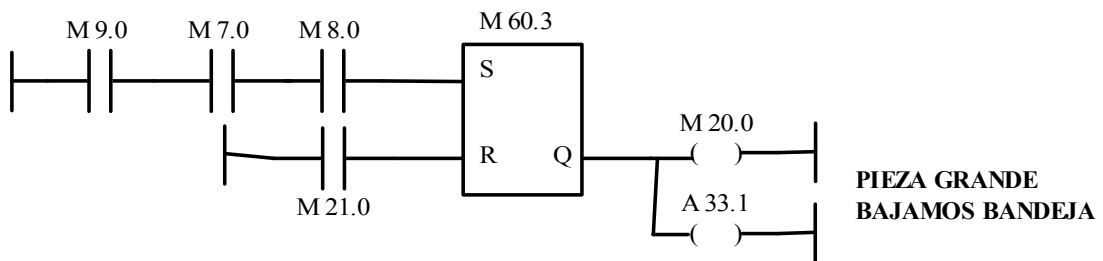 M 60.3
M 9.0
M 7.0
M 8.0
S
R
Q
M 21.0
M 20.0
A 33.1
PIEZA GRANDE
BAJAMOS BANDEJA